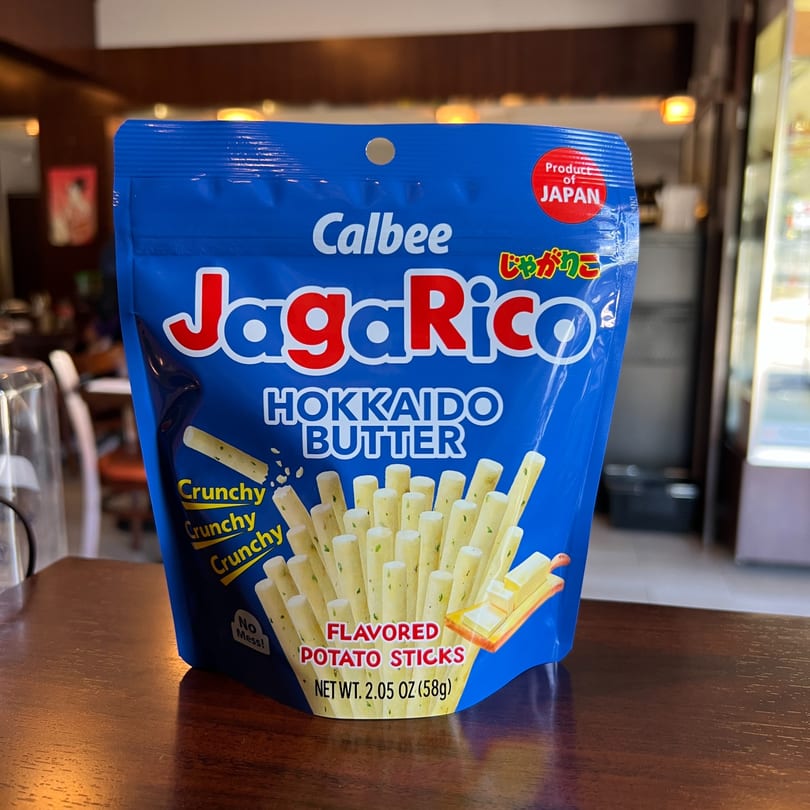 Product
of
JAPAN
Calbee
じゃがりこ
JagaRico
HOKKAIDO
BUTTER
Crunchy
Crunchy
Crunchy
No
Mess!
FLAVORED
POTATO STICKS
NET WT. 2.05 OZ (58g)